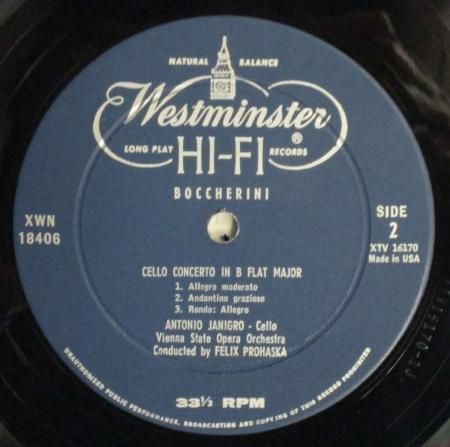 NATURAL BALANCE
Westminster
LONG PLAY HI-FI RECORDS ®
BOCCHERINI
XWN
18406
SIDE
2
XTV 16170
Made in USA
CELLO CONCERTO IN B FLAT MAJOR
1. Allegro moderato
2. Andantino grazioso
3. Rondo: Allegro
ANTONIO JANIGRO - Cello
Vienna State Opera Orchestra
Conducted by FELIX PROHASKA
33⅓ RPM
UNAUTHORIZED PUBLIC PERFORMANCE, BROADCASTING AND COPYING OF THIS RECORD PROHIBITED